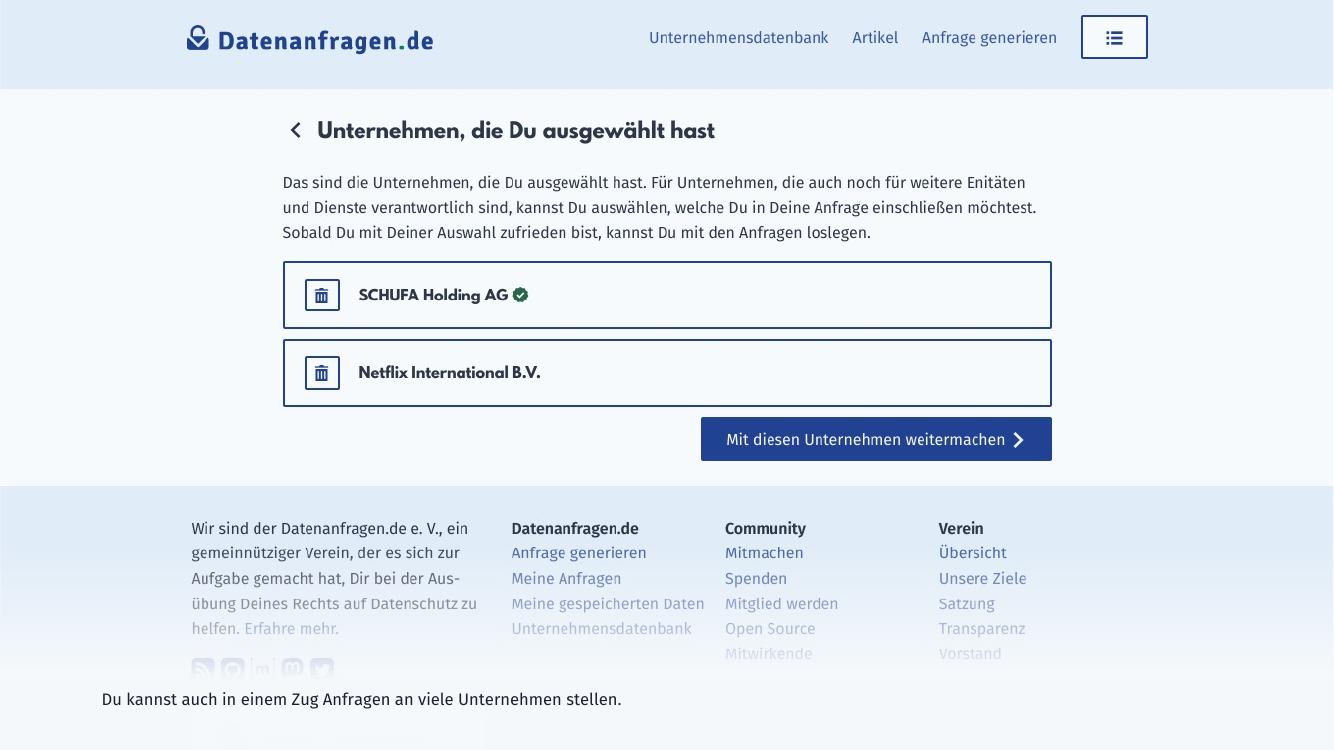 Datenanfragen.de
Unternehmensdatenbank Artikel Anfrage generieren
Unternehmen, die Du ausgewählt hast
Das sind die Unternehmen, die Du ausgewählt hast. Für Unternehmen, die auch noch für weitere Enitäten
und Dienste verantwortlich sind, kannst Du auswählen, welche Du in Deine Anfrage einschließen möchtest.
Sobald Du mit Deiner Auswahl zufrieden bist, kannst Du mit den Anfragen loslegen.
SCHUFA Holding AG
Netflix International B.V.
Mit diesen Unternehmen weitermachen
Wir sind der Datenanfragen.de e. V., ein
gemeinnütziger Verein, der es sich zur
Aufgabe gemacht hat, Dir bei der Aus-
übung Deines Rechts auf Datenschutz zu
helfen. Erfahre mehr.
Datenanfragen.de
Anfrage generieren
Meine Anfragen
Meine gespeicherten Daten
Unternehmensdatenbank
Community
Mitmachen
Spenden
Mitglied werden
Open Source
Mitwirkende
Verein
Übersicht
Unsere Ziele
Satzung
Transparenz
Vorstand
Du kannst auch in einem Zug Anfragen an viele Unternehmen stellen.